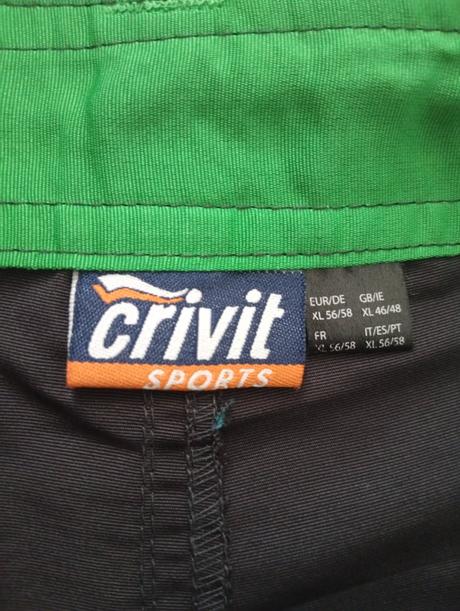 crivit
SPORTS
EUR/DE GB/IE
XL 56/58 XL 46/48
FR IT/ES/PT
XL 56/58 XL 56/58